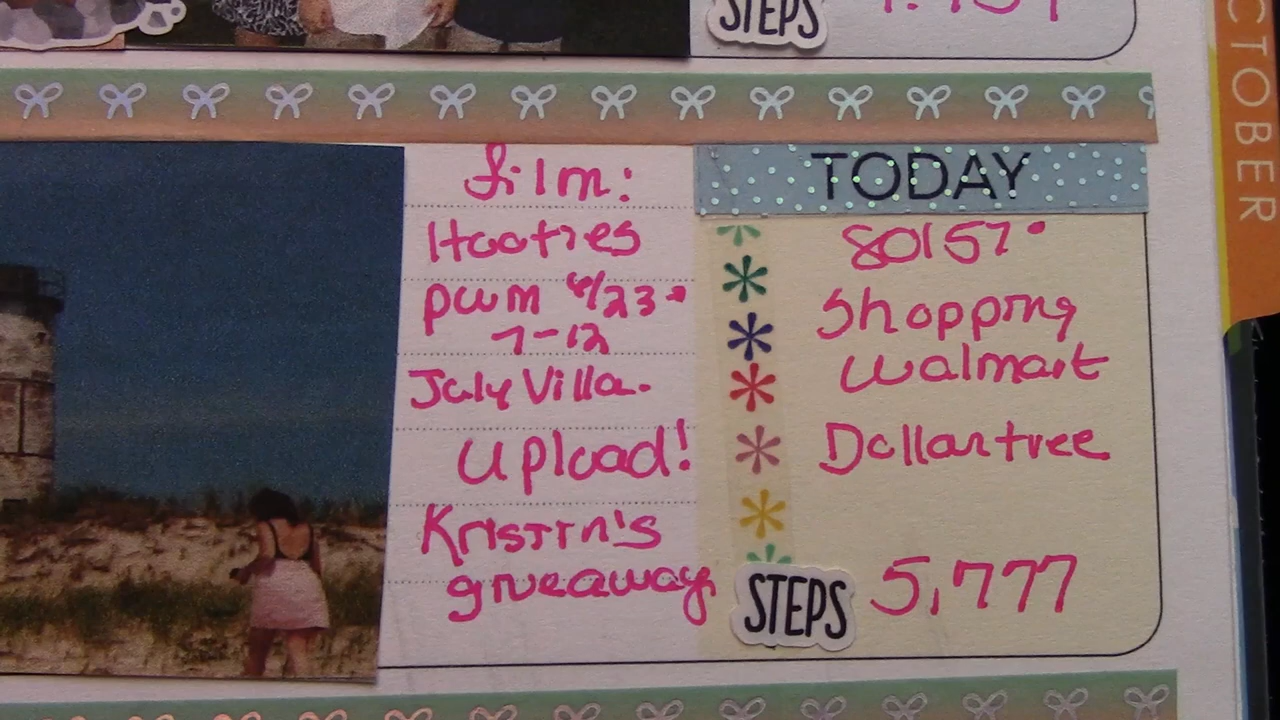 STEPS
OCTOBER
film:
Hooties
pwm 6/23-
7-12
July Villa.
Upload!
Kristin's
giveaway
TODAY
80157.
Shopping
Walmart
Dollartree
STEPS 5,777